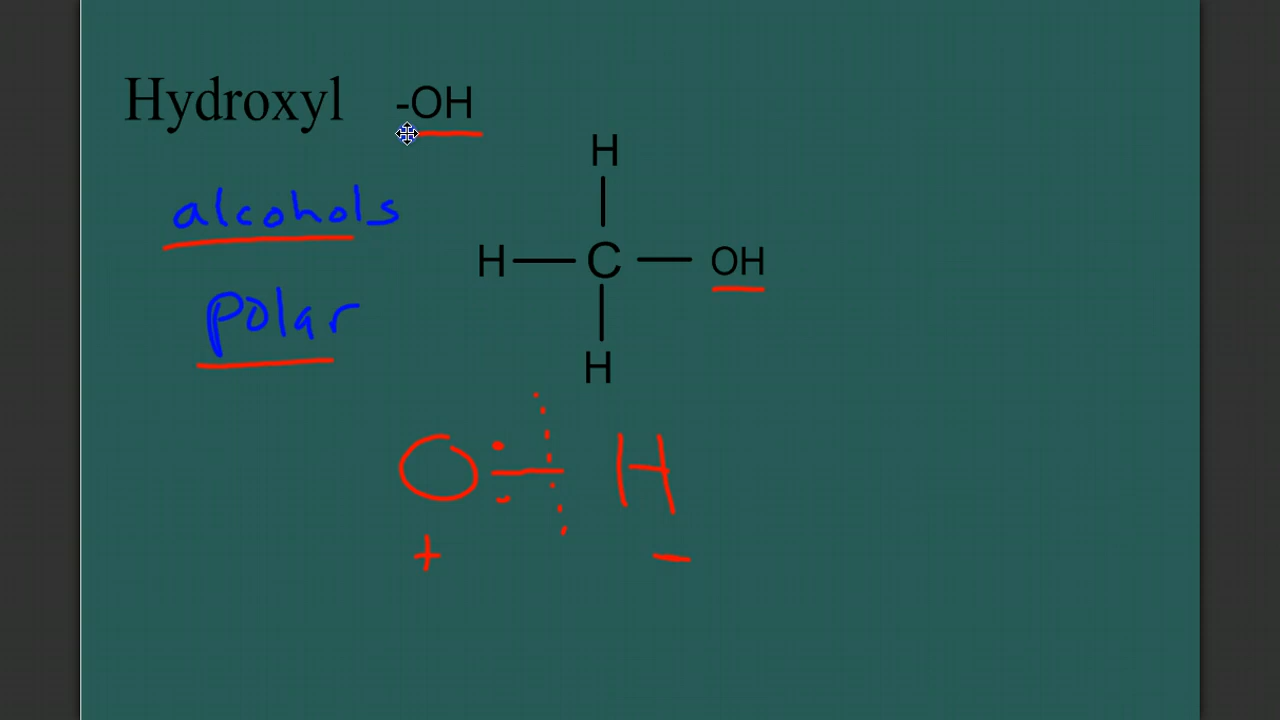 Hydroxyl -OH
alcohols
polar
H
H C OH
H
O : H
+ −